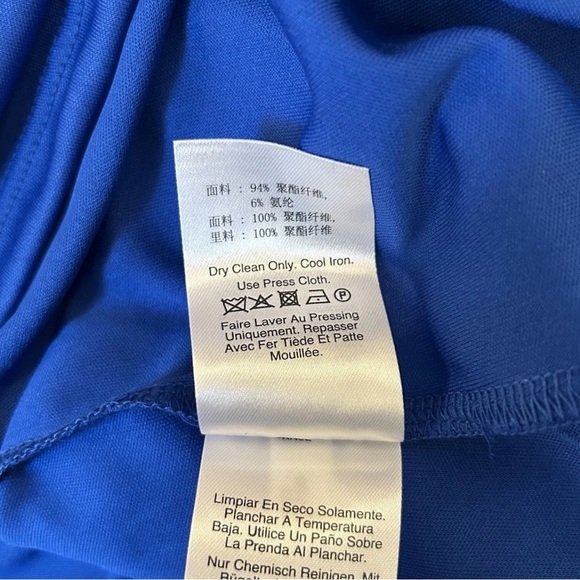 面料 : 94% 聚酯纤维,
6% 氨纶
面料 : 100% 聚酯纤维,
里料 : 100% 聚酯纤维
Dry Clean Only. Cool Iron.
Use Press Cloth.
P
Faire Laver Au Pressing
Uniquement. Repasser
Avec Fer Tiède Et Patte
Mouillée.
Limpiar En Seco Solamente.
Planchar A Temperatura
Baja. Utilice Un Paño Sobre
La Prenda Al Planchar.
Nur Chemisch Reinigen. Mit